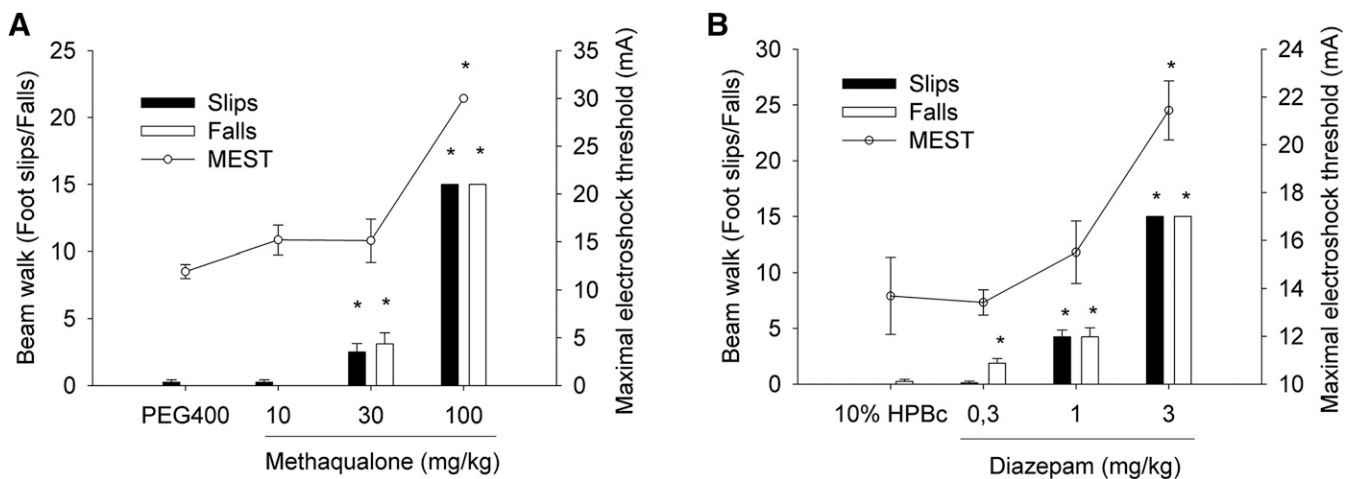 A
B
Beam walk (Foot slips/Falls)
25
20
15
10
5
0
Slips
Falls
MEST
*
*
*
*
*
35
30
25
20
15
10
5
0
Maximal electroshock threshold (mA)
PEG400 10 30 100
Methaqualone (mg/kg)
Beam walk (Foot slips/Falls)
30
25
20
15
10
5
0
Slips
Falls
MEST
*
*
*
*
*
*
24
22
20
18
16
14
12
10
Maximal electroshock threshold (mA)
10% HPBc 0,3 1 3
Diazepam (mg/kg)